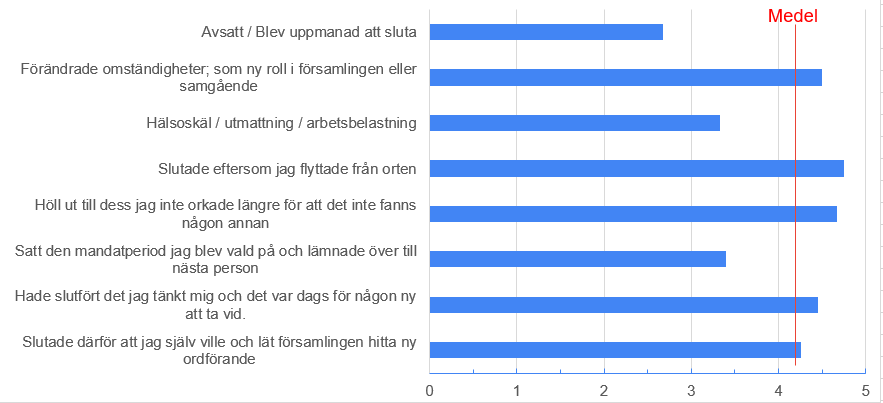 Medel
Avsatt / Blev uppmanad att sluta
Förändrade omständigheter; som ny roll i församlingen eller
samgående
Hälsoskäl / utmattning / arbetsbelastning
Slutade eftersom jag flyttade från orten
Höll ut till dess jag inte orkade längre för att det inte fanns
någon annan
Satt den mandatperiod jag blev vald på och lämnade över till
nästa person
Hade slutfört det jag tänkt mig och det var dags för någon ny
att ta vid.
Slutade därför att jag själv ville och lät församlingen hitta ny
ordförande
0 1 2 3 4 5